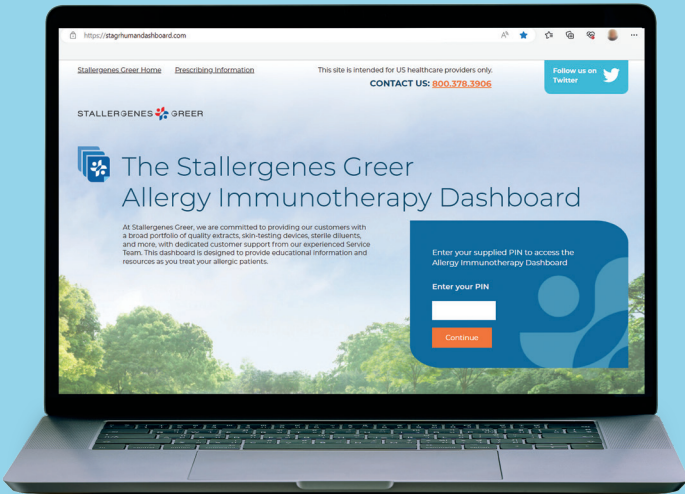 https://stagrhumandashboard.com
Stallergenes Greer Home Prescribing Information
This site is intended for US healthcare providers only.
CONTACT US: 800.378.3906
Follow us on
Twitter
STALLERGENES GREER
The Stallergenes Greer
Allergy Immunotherapy Dashboard
At Stallergenes Greer, we are committed to providing our customers with
a broad portfolio of quality extracts, skin-testing devices, sterile diluents,
and more, with dedicated customer support from our experienced Service
Team. This dashboard is designed to provide educational information and
resources as you treat your allergic patients.
Enter your supplied PIN to access the
Allergy Immunotherapy Dashboard
Enter your PIN
Continue